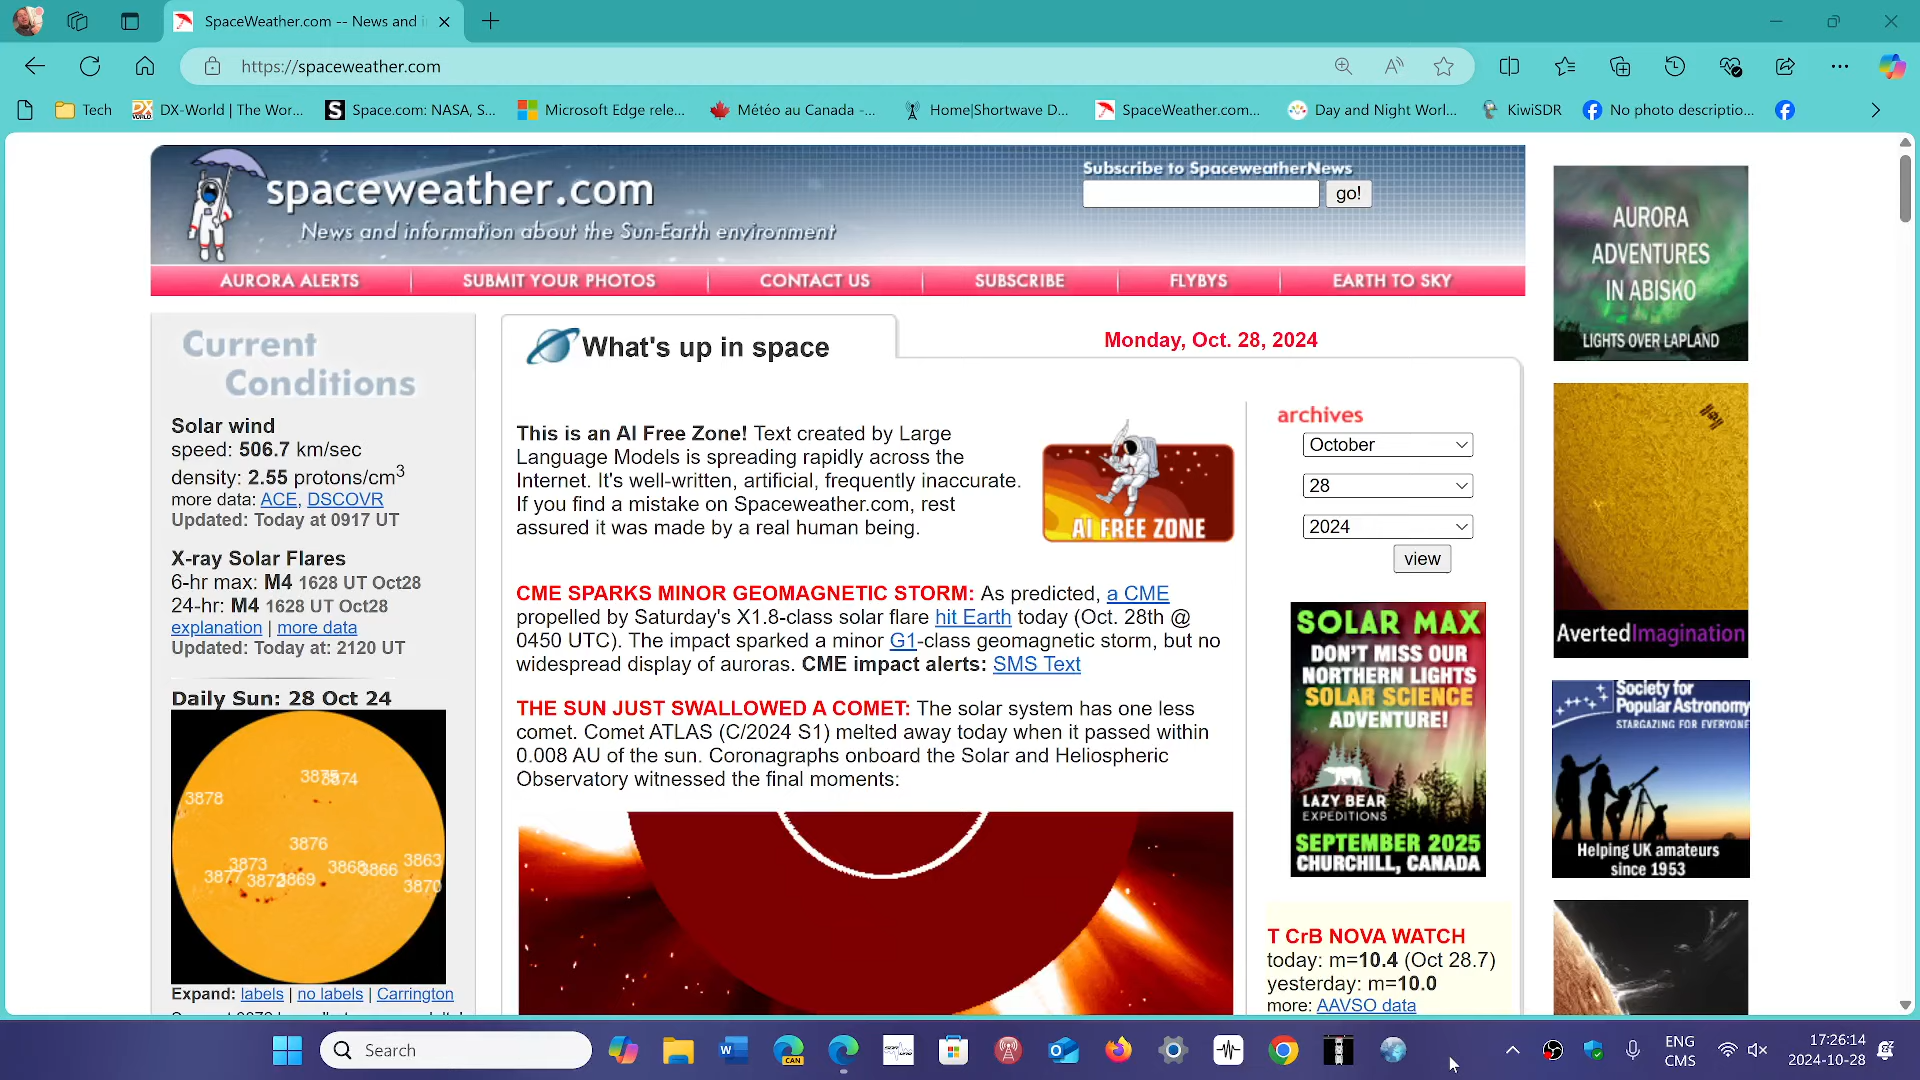 SpaceWeather.com -- News and i
https://spaceweather.com
Tech
DX-World | The Wor...
Space.com: NASA, S...
Microsoft Edge rele...
Météo au Canada -...
Home|Shortwave D...
SpaceWeather.com...
Day and Night Worl...
KiwiSDR
No photo descriptio...
spaceweather.com
News and information about the Sun-Earth environment
Subscribe to SpaceweatherNews
go!
AURORA ALERTS
SUBMIT YOUR PHOTOS
CONTACT US
SUBSCRIBE
FLYBYS
EARTH TO SKY
Current
Conditions
Solar wind
speed: 506.7 km/sec
density: 2.55 protons/cm3
more data: ACE, DSCOVR
Updated: Today at 0917 UT
X-ray Solar Flares
6-hr max: M4 1628 UT Oct28
24-hr: M4 1628 UT Oct28
explanation | more data
Updated: Today at: 2120 UT
Daily Sun: 28 Oct 24
3875
3874
3878
3876
3873
3863
3868
3866
3877
3872
3869
3870
Expand: labels | no labels | Carrington
What's up in space
Monday, Oct. 28, 2024
This is an AI Free Zone! Text created by Large
Language Models is spreading rapidly across the
Internet. It's well-written, artificial, frequently inaccurate.
If you find a mistake on Spaceweather.com, rest
assured it was made by a real human being.
AI FREE ZONE
CME SPARKS MINOR GEOMAGNETIC STORM: As predicted, a CME
propelled by Saturday's X1.8-class solar flare hit Earth today (Oct. 28th @
0450 UTC). The impact sparked a minor G1-class geomagnetic storm, but no
widespread display of auroras. CME impact alerts: SMS Text
THE SUN JUST SWALLOWED A COMET: The solar system has one less
comet. Comet ATLAS (C/2024 S1) melted away today when it passed within
0.008 AU of the sun. Coronagraphs onboard the Solar and Heliospheric
Observatory witnessed the final moments:
archives
October
28
2024
view
SOLAR MAX
DON'T MISS OUR
NORTHERN LIGHTS
SOLAR SCIENCE
ADVENTURE!
LAZY BEAR
EXPEDITIONS
SEPTEMBER 2025
CHURCHILL, CANADA
T CrB NOVA WATCH
today: m=10.4 (Oct 28.7)
yesterday: m=10.0
more: AAVSO data
AURORA
ADVENTURES
IN ABISKO
LIGHTS OVER LAPLAND
AvertedImagination
Society for
Popular Astronomy
STARGAZING FOR EVERYONE
Helping UK amateurs
since 1953
Search
CAN
ENG
CMS
17:26:14
2024-10-28